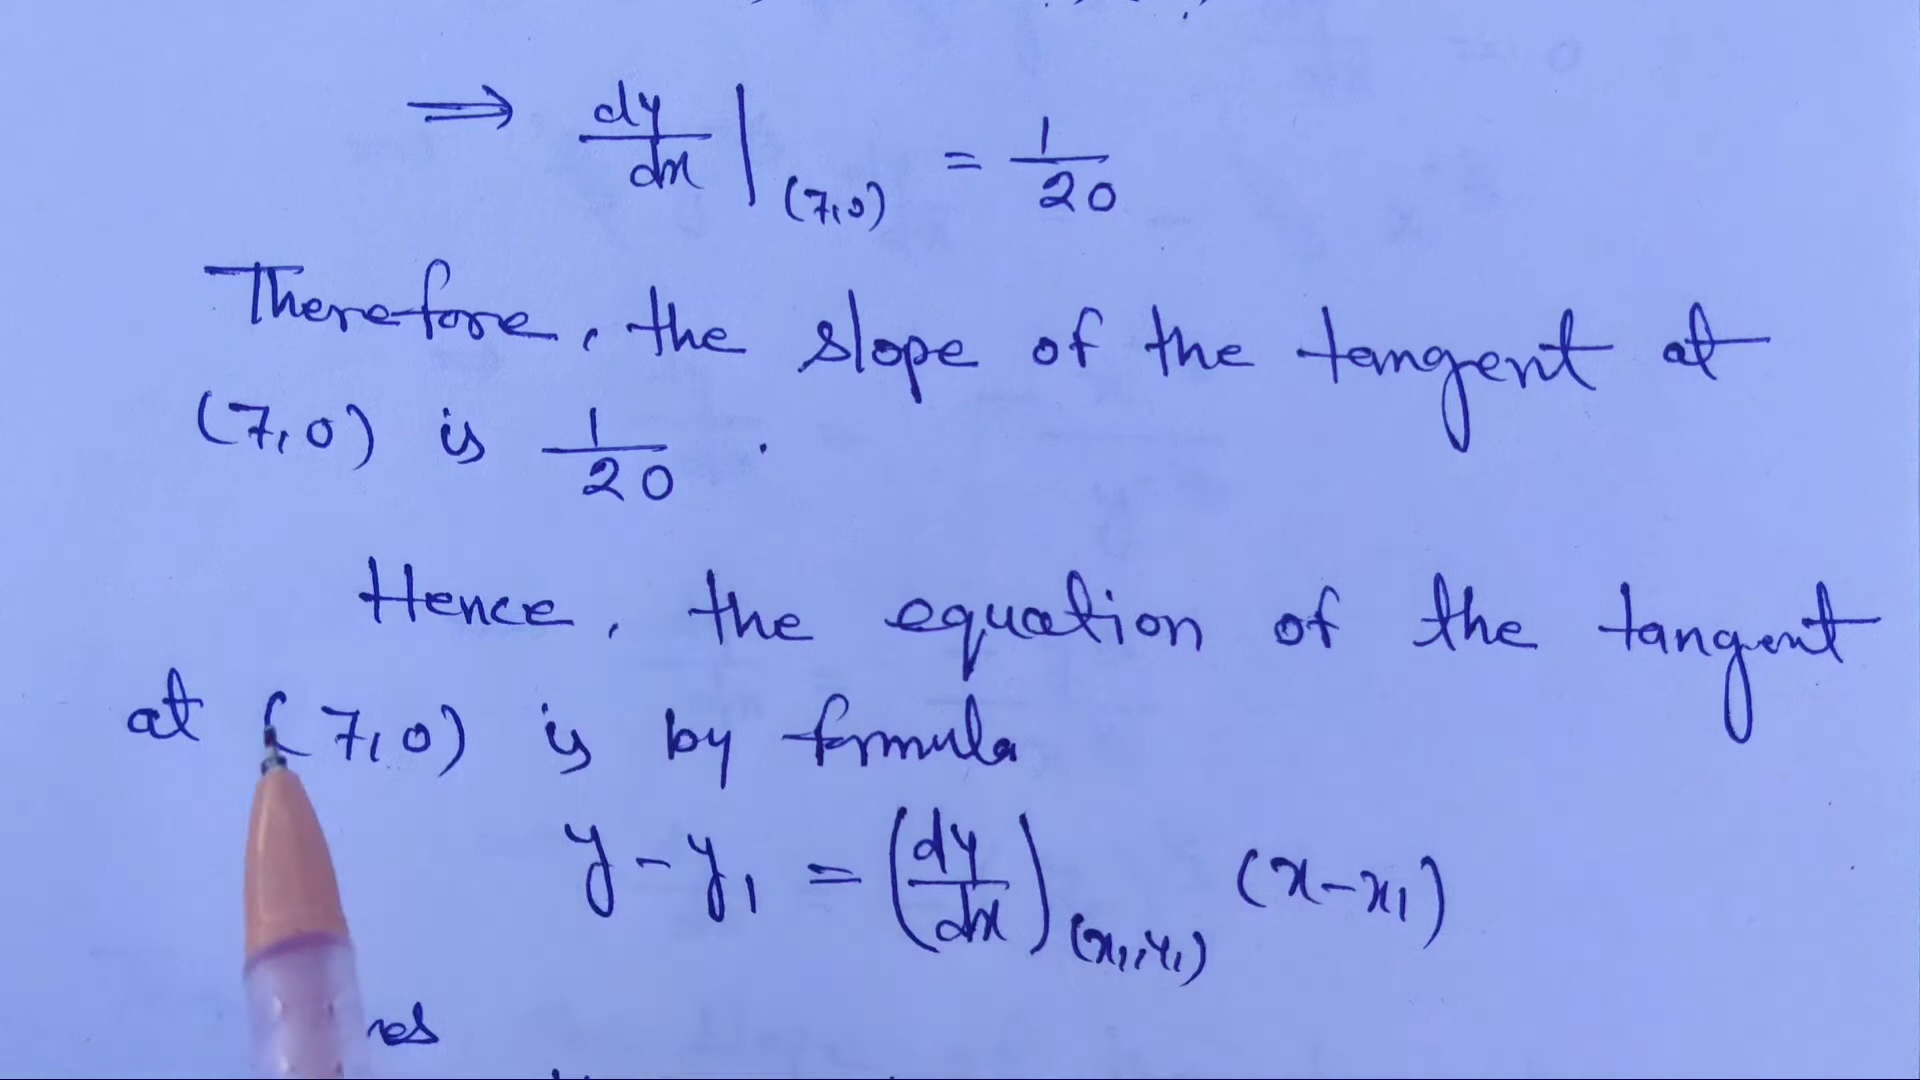 ⇒ dy/dx |(7,0) = 1/20
Therefore, the slope of the tangent at
(7,0) is 1/20 .
Hence, the equation of the tangent
at (7,0) is by formula
y - y₁ = (dy/dx)(x₁,y₁) (x - x₁)